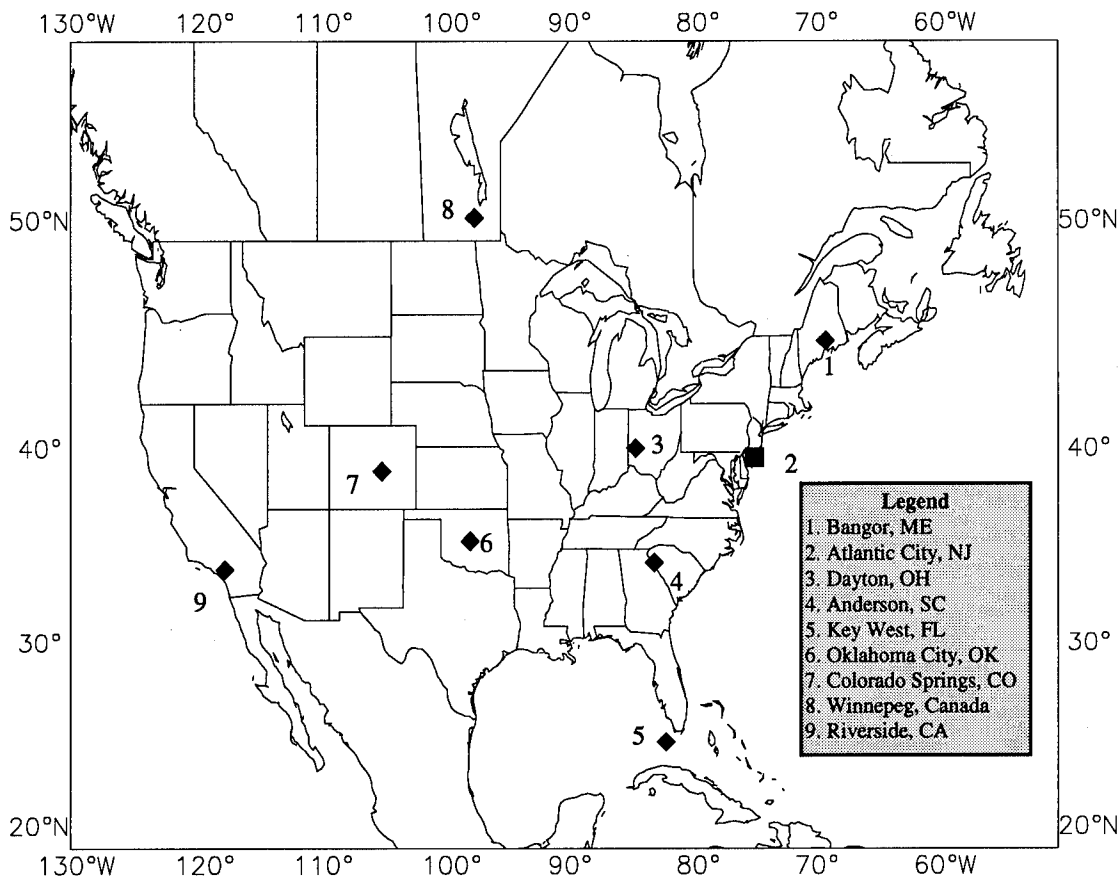 130°W 120° 110° 100° 90° 80° 70° 60°W
8
50°N 50°N
1
3
40° 2 40°
7
Legend
1. Bangor, ME
2. Atlantic City, NJ
3. Dayton, OH
4. Anderson, SC
5. Key West, FL
6. Oklahoma City, OK
7. Colorado Springs, CO
8. Winnepeg, Canada
9. Riverside, CA
6
4
9
30° 30°
5
20°N 20°N
130°W 120° 110° 100° 90° 80° 70° 60°W